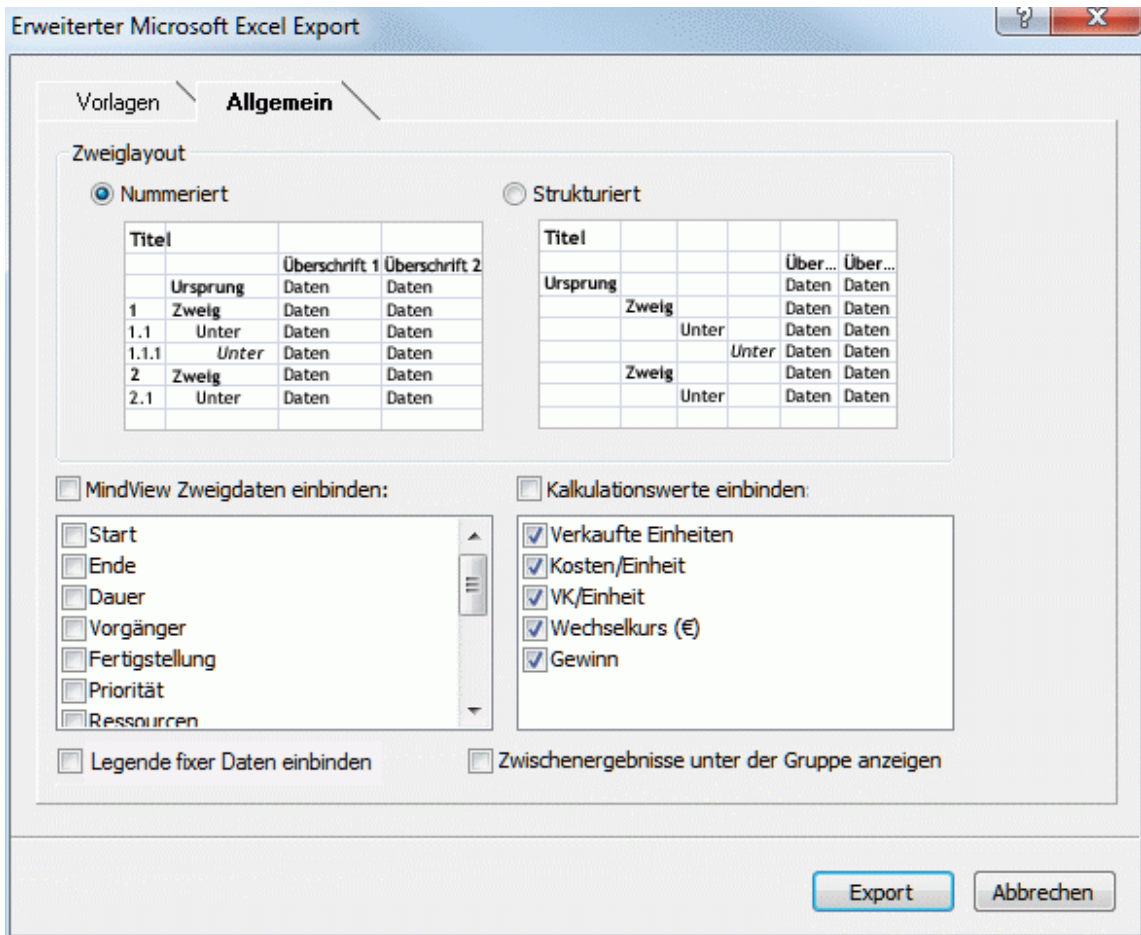 Erweiterter Microsoft Excel Export
Vorlagen Allgemein
Zweiglayout
Nummeriert
Titel
Überschrift 1 Überschrift 2
Ursprung Daten Daten
1 Zweig Daten Daten
1.1 Unter Daten Daten
1.1.1 Unter Daten Daten
2 Zweig Daten Daten
2.1 Unter Daten Daten
Strukturiert
Titel
Über... Über...
Ursprung Daten Daten
Zweig Daten Daten
Unter Daten Daten
Unter Daten Daten
Zweig Daten Daten
Unter Daten Daten
MindView Zweigdaten einbinden:
Start
Ende
Dauer
Vorgänger
Fertigstellung
Priorität
Ressourcen
Kalkulationswerte einbinden:
Verkaufte Einheiten
Kosten/Einheit
VK/Einheit
Wechselkurs (€)
Gewinn
Legende fixer Daten einbinden
Zwischenergebnisse unter der Gruppe anzeigen
Export
Abbrechen